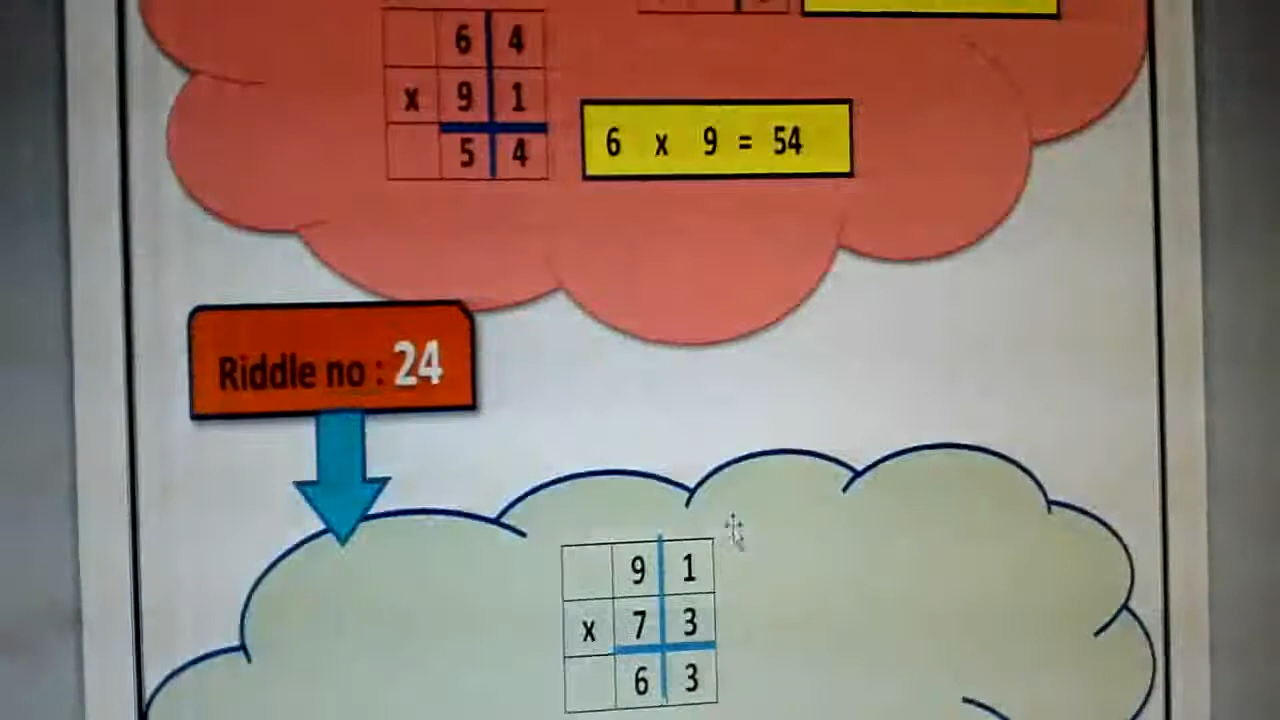 6 4
x 9 1
5 4
6 x 9 = 54
Riddle no : 24
9 1
x 7 3
6 3